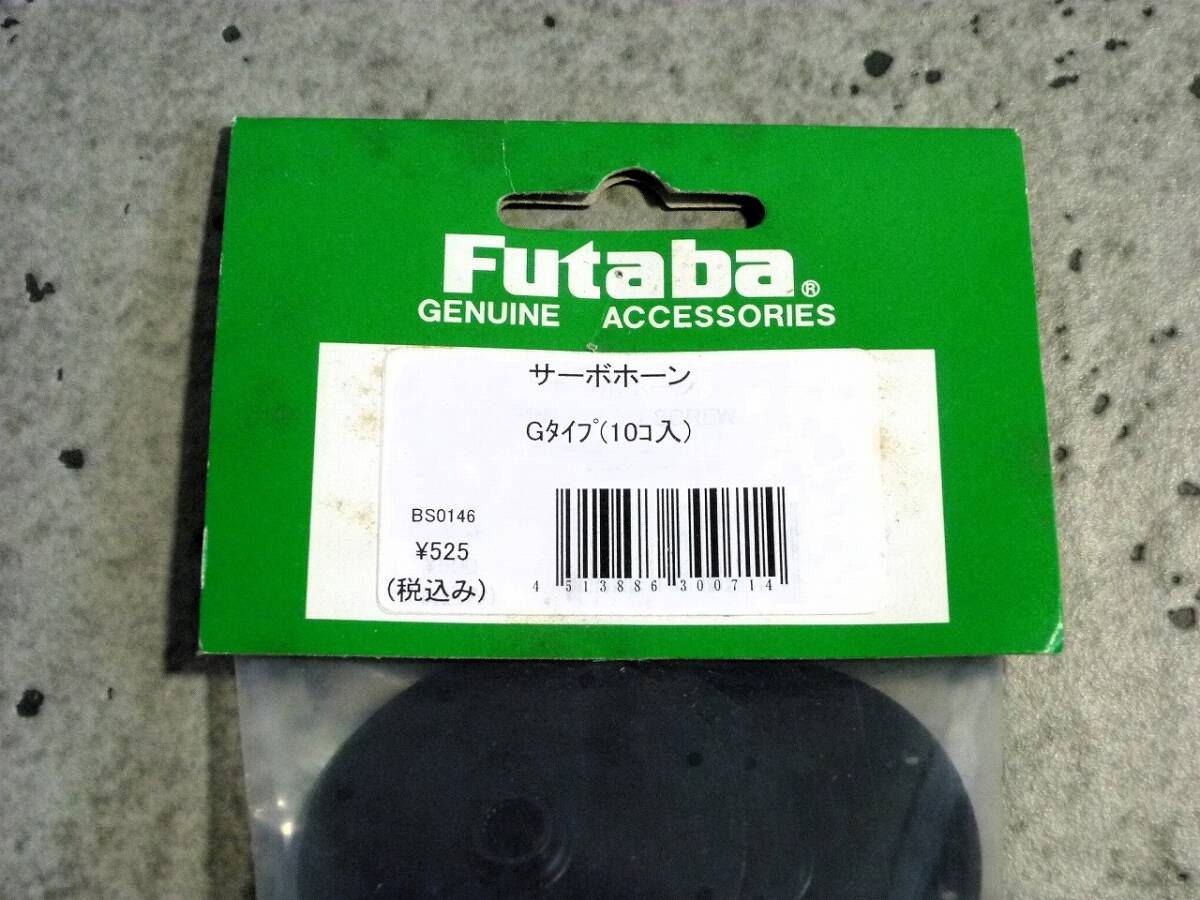 Futaba®
GENUINE ACCESSORIES
サーボホーン
Gﾀｲﾌﾟ(10ｺ入)
BS0146
¥525
(税込み)
4 513886 300714